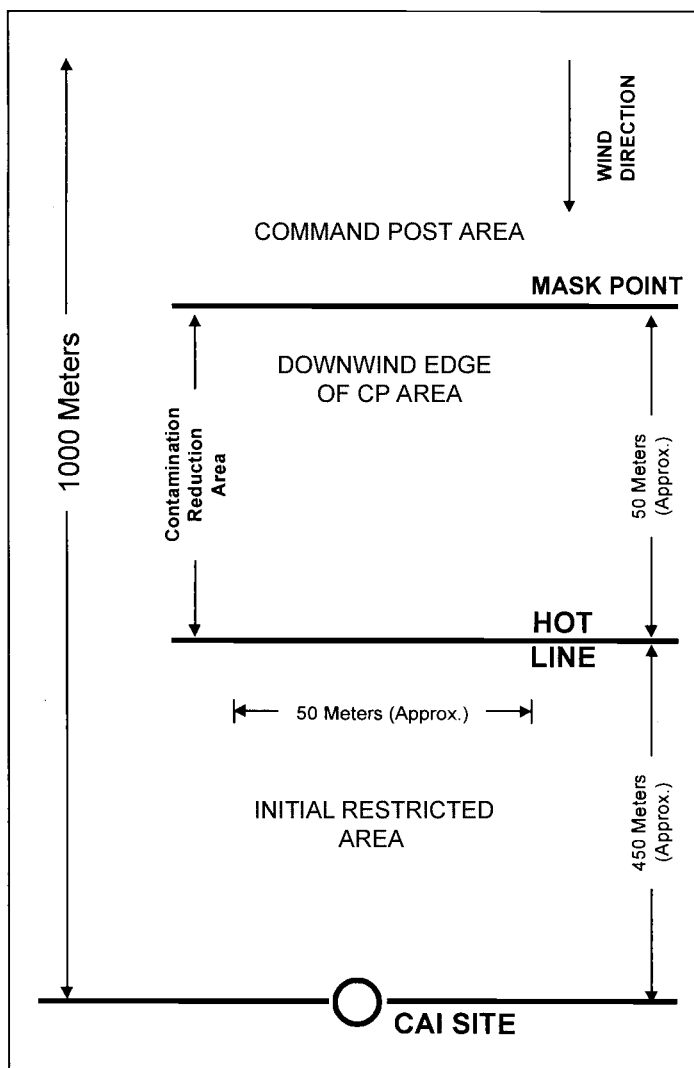 WIND
DIRECTION
COMMAND POST AREA
MASK POINT
1000 Meters
DOWNWIND EDGE
OF CP AREA
Contamination
Reduction
Area
50 Meters
(Approx.)
HOT
LINE
50 Meters (Approx.)
INITIAL RESTRICTED
AREA
450 Meters
(Approx.)
CAI SITE